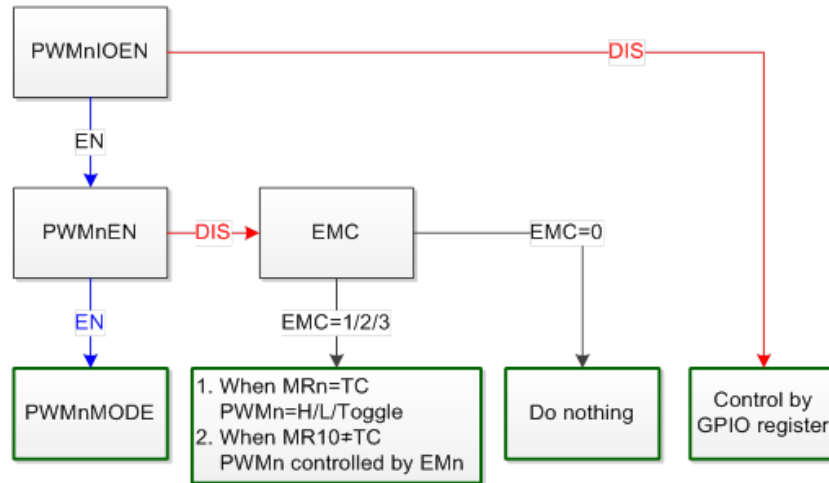 PWMnIOEN
DIS
EN
PWMnEN
DIS
EMC
EMC=0
EN
EMC=1/2/3
PWMnMODE
1. When MRn=TC
PWMn=H/L/Toggle
2. When MR10≠TC
PWMn controlled by EMn
Do nothing
Control by
GPIO register